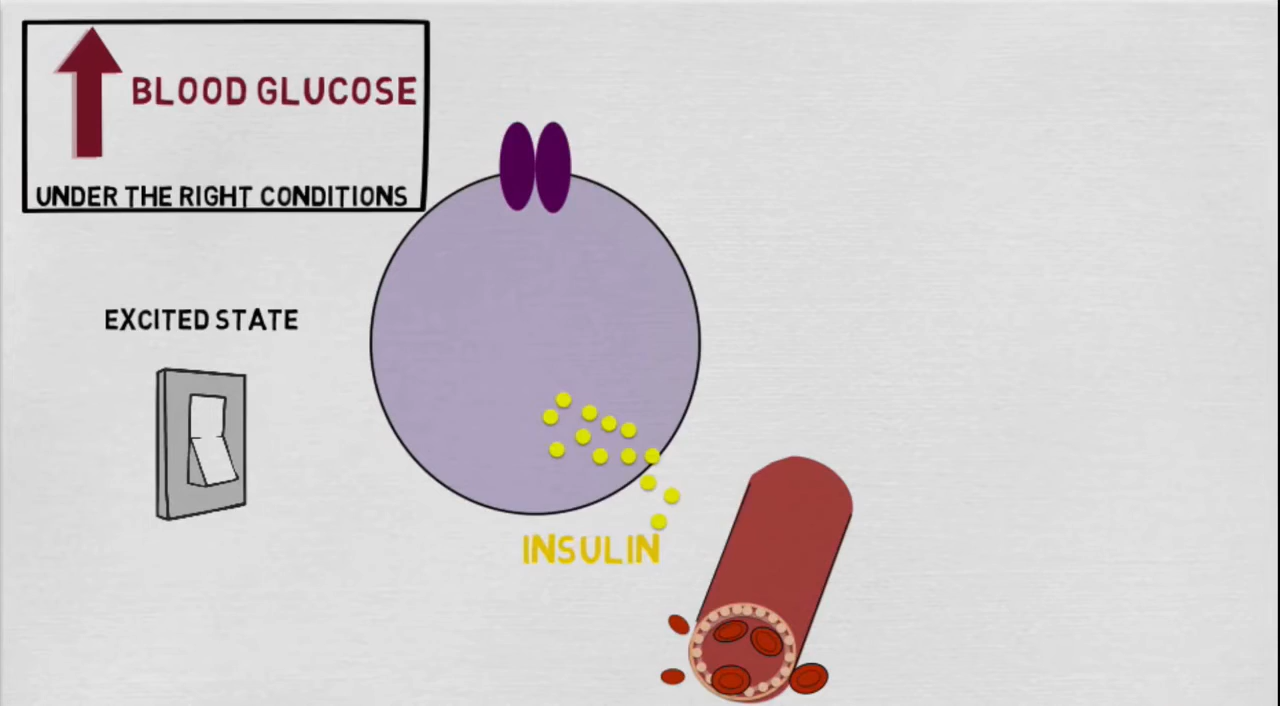 BLOOD GLUCOSE
UNDER THE RIGHT CONDITIONS
EXCITED STATE
INSULIN